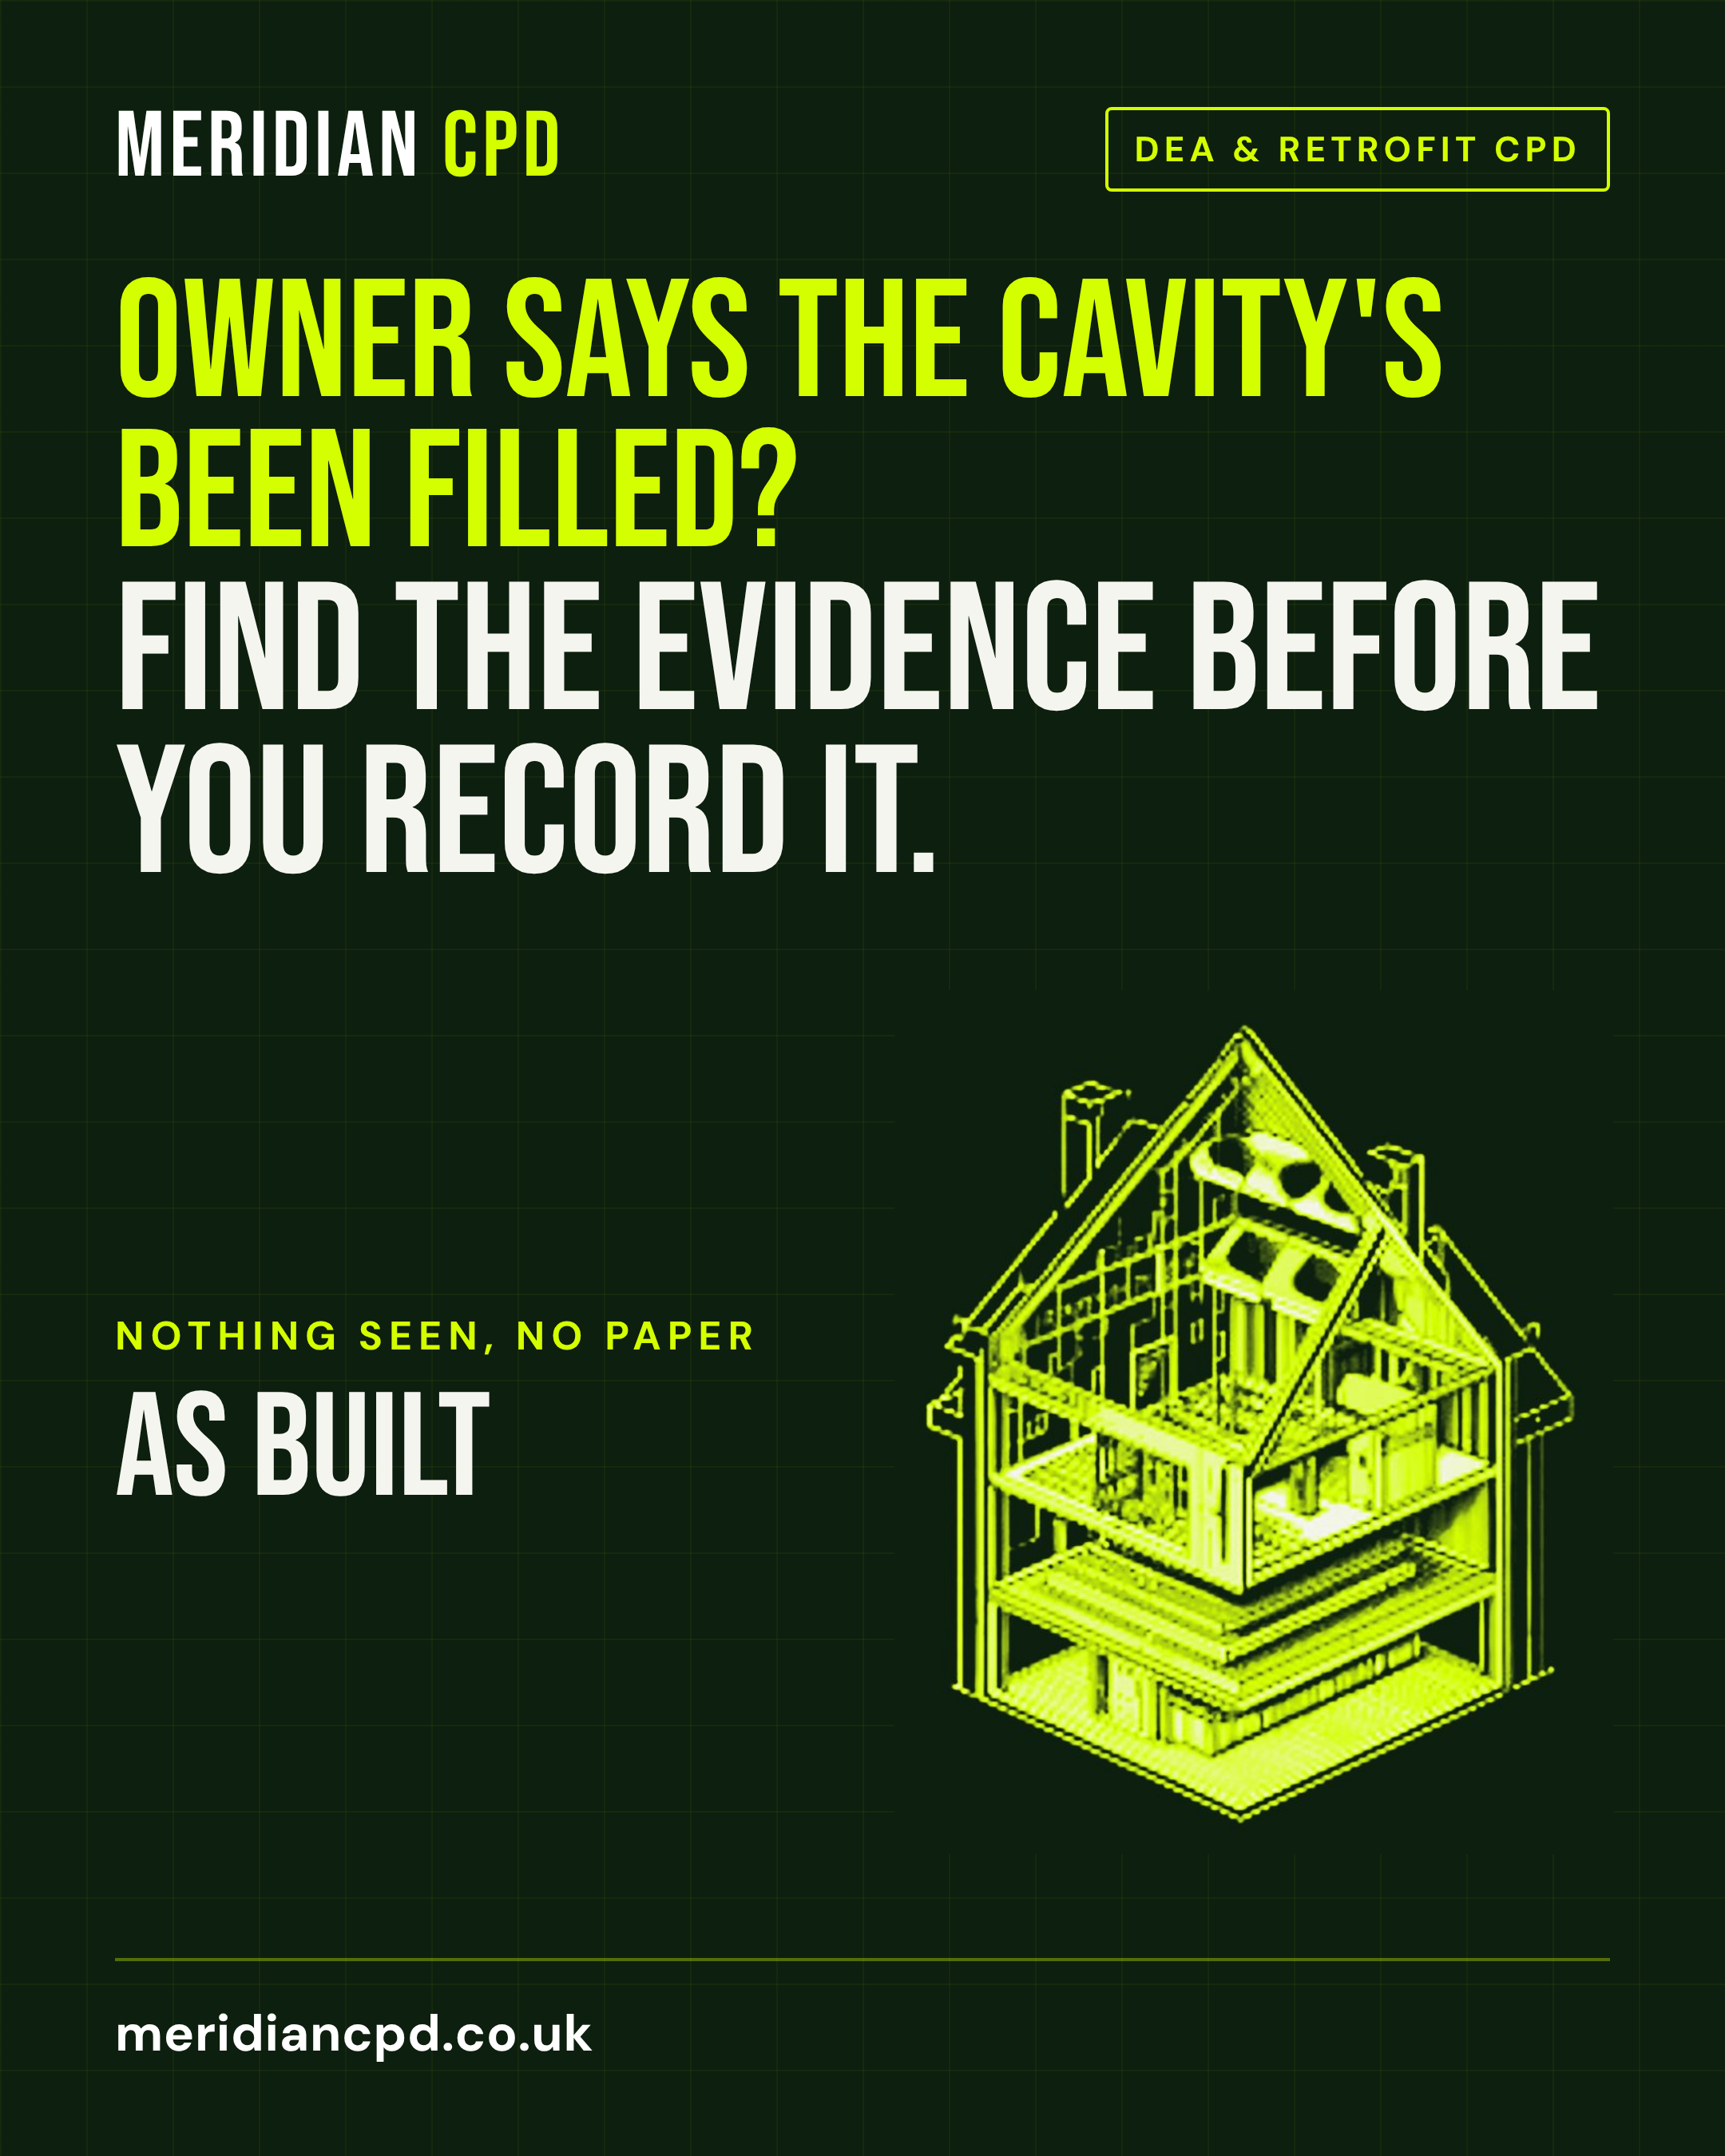 MERIDIAN CPD
DEA & RETROFIT CPD
OWNER SAYS THE CAVITY'S
BEEN FILLED?
FIND THE EVIDENCE BEFORE
YOU RECORD IT.
NOTHING SEEN, NO PAPER
AS BUILT
meridiancpd.co.uk